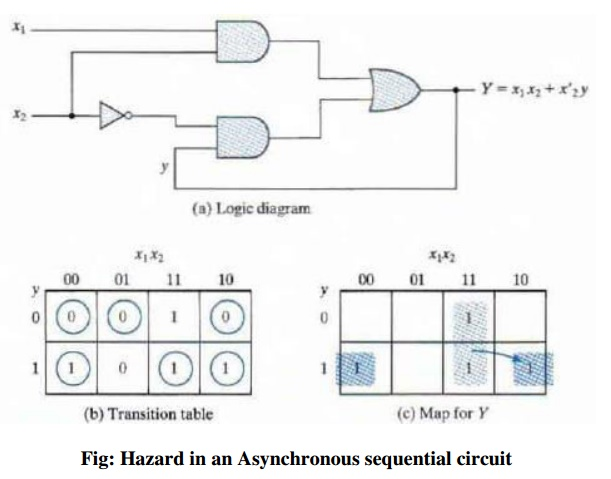 x₁
x₂
Y = x₁x₂ + x'₂y
y
(a) Logic diagram
x₁x₂ x₁x₂
y 00 01 11 10 y 00 01 11 10
0 0 0 1 0 0 1
1 1 0 1 1 1 1 1 1
(b) Transition table (c) Map for Y
Fig: Hazard in an Asynchronous sequential circuit